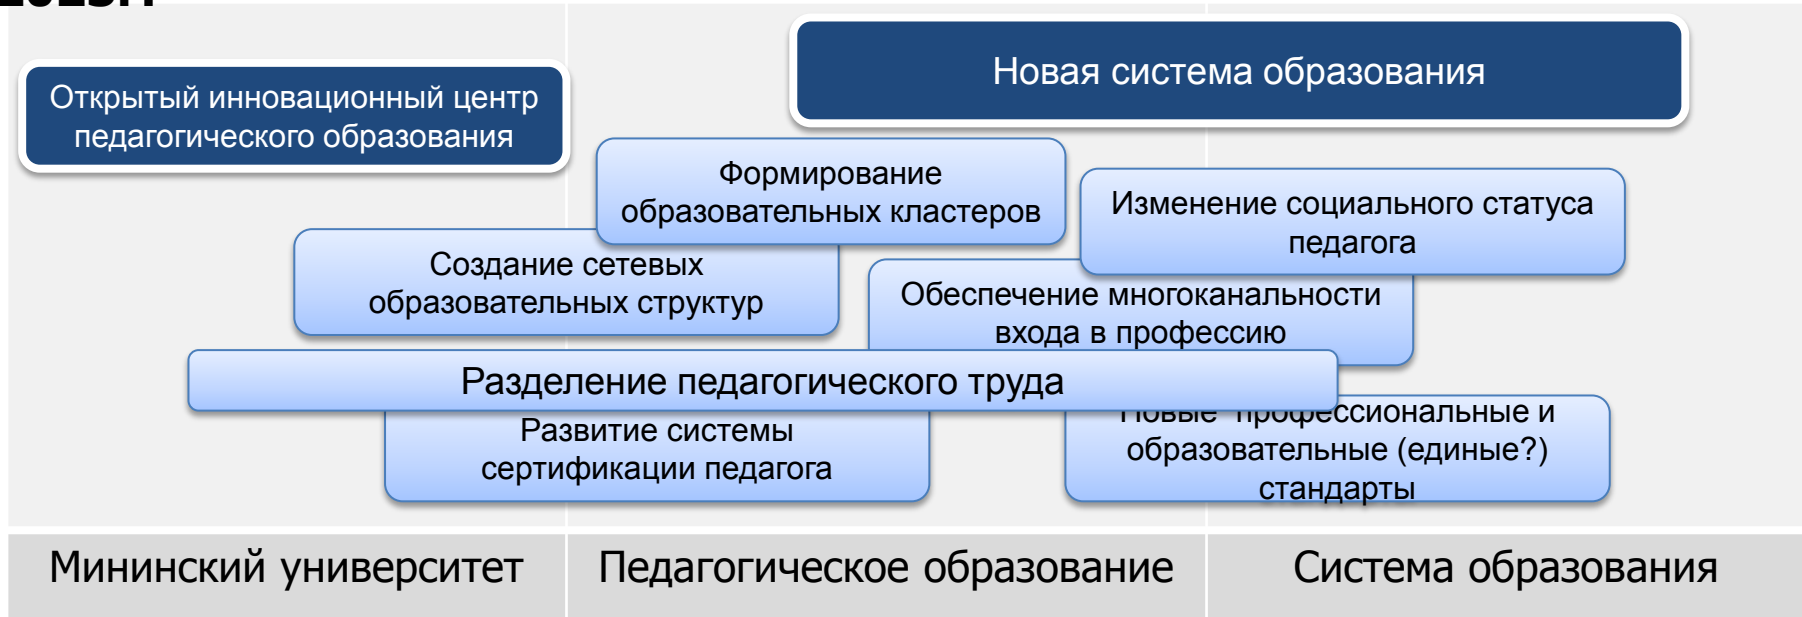 Открытый инновационный центр
педагогического образования
Новая система образования
Формирование
образовательных кластеров
Изменение социального статуса
педагога
Создание сетевых
образовательных структур
Обеспечение многоканальности
входа в профессию
Разделение педагогического труда
Развитие системы
сертификации педагога
Новые профессиональные и
образовательные (единые?)
стандарты
Мининский университет
Педагогическое образование
Система образования